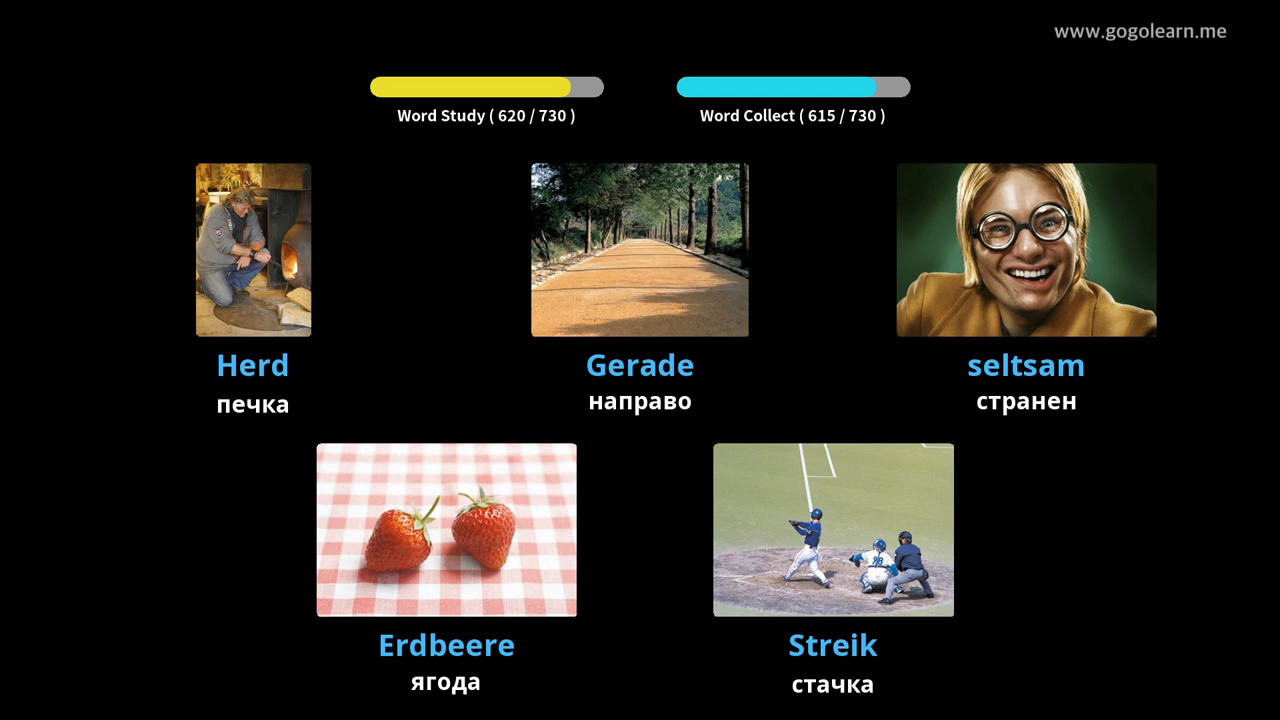 www.gogolearn.me
Word Study ( 620 / 730 )
Word Collect ( 615 / 730 )
Herd
печка
Gerade
направо
seltsam
странен
Erdbeere
ягода
Streik
стачка